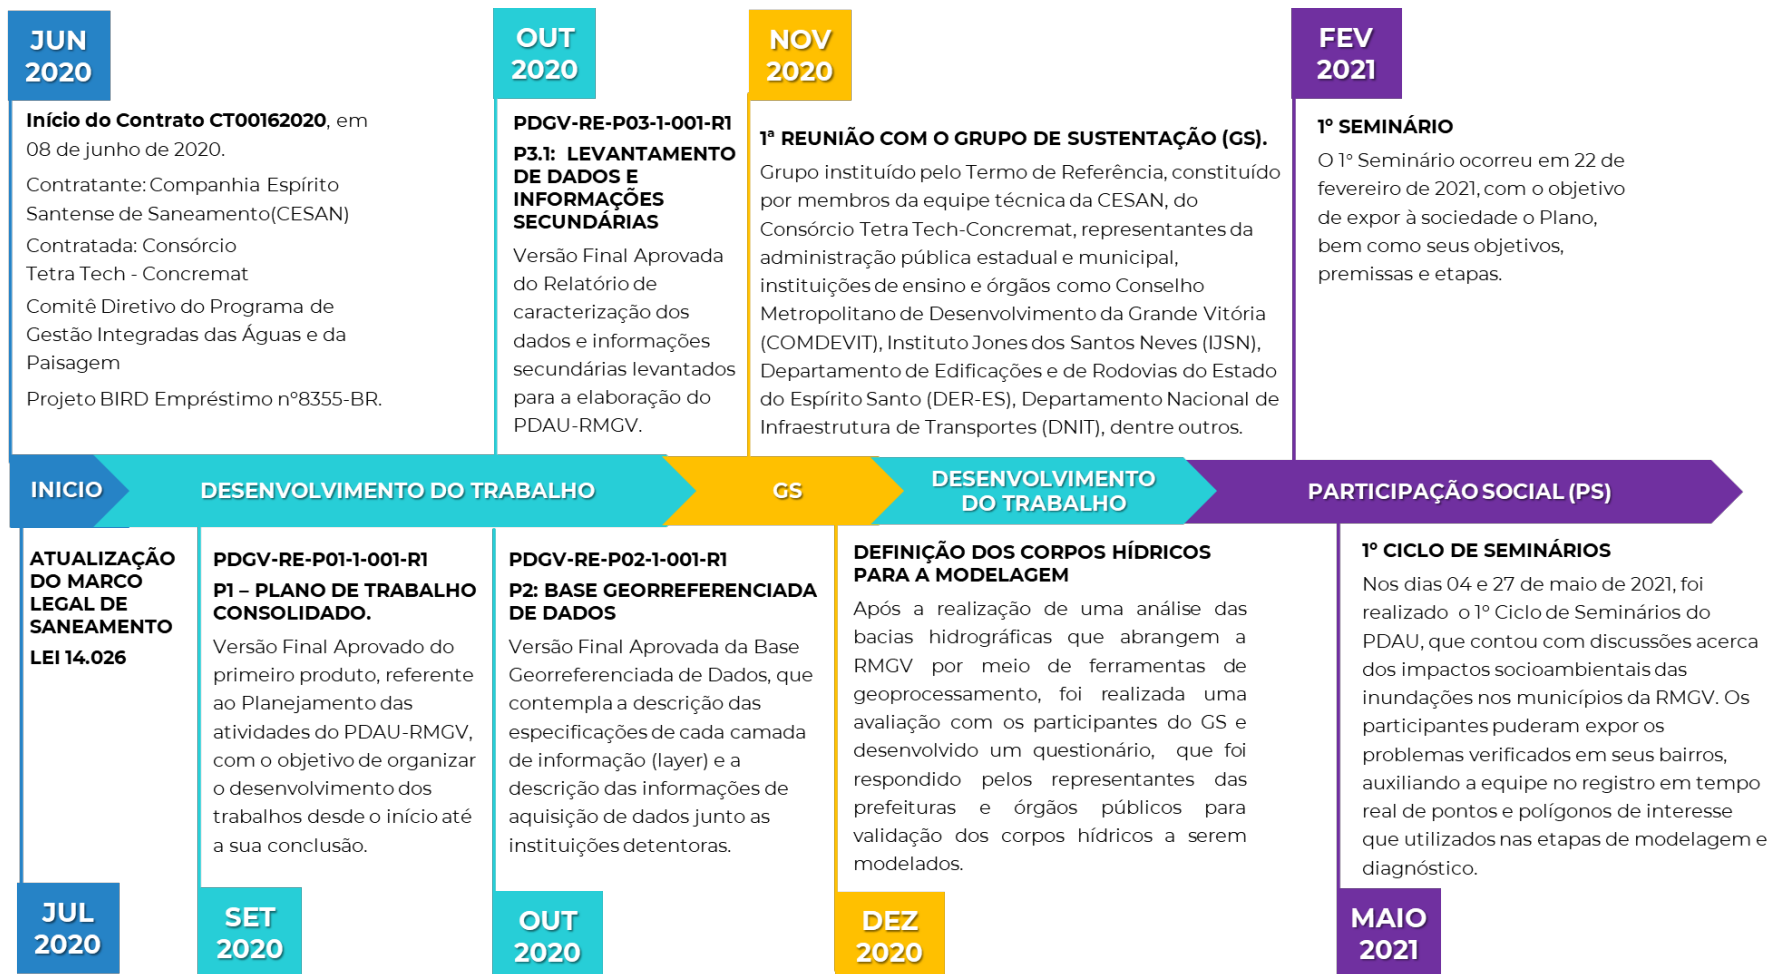 JUN
2020
Início do Contrato CT00162020, em
08 de junho de 2020.
Contratante: Companhia Espírito
Santense de Saneamento(CESAN)
Contratada: Consórcio
Tetra Tech - Concremat
Comitê Diretivo do Programa de
Gestão Integradas das Águas e da
Paisagem
Projeto BIRD Empréstimo nº8355-BR.
OUT
2020
PDGV-RE-P03-1-001-R1
P3.1: LEVANTAMENTO
DE DADOS E
INFORMAÇÕES
SECUNDÁRIAS
Versão Final Aprovada
do Relatório de
caracterização dos
dados e informações
secundárias levantados
para a elaboração do
PDAU-RMGV.
NOV
2020
1ª REUNIÃO COM O GRUPO DE SUSTENTAÇÃO (GS).
Grupo instituído pelo Termo de Referência, constituído
por membros da equipe técnica da CESAN, do
Consórcio Tetra Tech-Concremat, representantes da
administração pública estadual e municipal,
instituições de ensino e órgãos como Conselho
Metropolitano de Desenvolvimento da Grande Vitória
(COMDEVIT), Instituto Jones dos Santos Neves (IJSN),
Departamento de Edificações e de Rodovias do Estado
do Espírito Santo (DER-ES), Departamento Nacional de
Infraestrutura de Transportes (DNIT), dentre outros.
FEV
2021
1º SEMINÁRIO
O 1º Seminário ocorreu em 22 de
fevereiro de 2021, com o objetivo
de expor à sociedade o Plano,
bem como seus objetivos,
premissas e etapas.
INICIO
DESENVOLVIMENTO DO TRABALHO
GS
DESENVOLVIMENTO
DO TRABALHO
PARTICIPAÇÃO SOCIAL (PS)
ATUALIZAÇÃO
DO MARCO
LEGAL DE
SANEAMENTO
LEI 14.026
JUL
2020
PDGV-RE-P01-1-001-R1
P1 – PLANO DE TRABALHO
CONSOLIDADO.
Versão Final Aprovado do
primeiro produto, referente
ao Planejamento das
atividades do PDAU-RMGV,
com o objetivo de organizar
o desenvolvimento dos
trabalhos desde o início até
a sua conclusão.
SET
2020
PDGV-RE-P02-1-001-R1
P2: BASE GEORREFERENCIADA
DE DADOS
Versão Final Aprovada da Base
Georreferenciada de Dados, que
contempla a descrição das
especificações de cada camada
de informação (layer) e a
descrição das informações de
aquisição de dados junto as
instituições detentoras.
OUT
2020
DEFINIÇÃO DOS CORPOS HÍDRICOS
PARA A MODELAGEM
Após a realização de uma análise das
bacias hidrográficas que abrangem a
RMGV por meio de ferramentas de
geoprocessamento, foi realizada uma
avaliação com os participantes do GS e
desenvolvido um questionário, que foi
respondido pelos representantes das
prefeituras e órgãos públicos para
validação dos corpos hídricos a serem
modelados.
DEZ
2020
1º CICLO DE SEMINÁRIOS
Nos dias 04 e 27 de maio de 2021, foi
realizado o 1º Ciclo de Seminários do
PDAU, que contou com discussões acerca
dos impactos socioambientais das
inundações nos municípios da RMGV. Os
participantes puderam expor os
problemas verificados em seus bairros,
auxiliando a equipe no registro em tempo
real de pontos e polígonos de interesse
que utilizados nas etapas de modelagem e
diagnóstico.
MAIO
2021